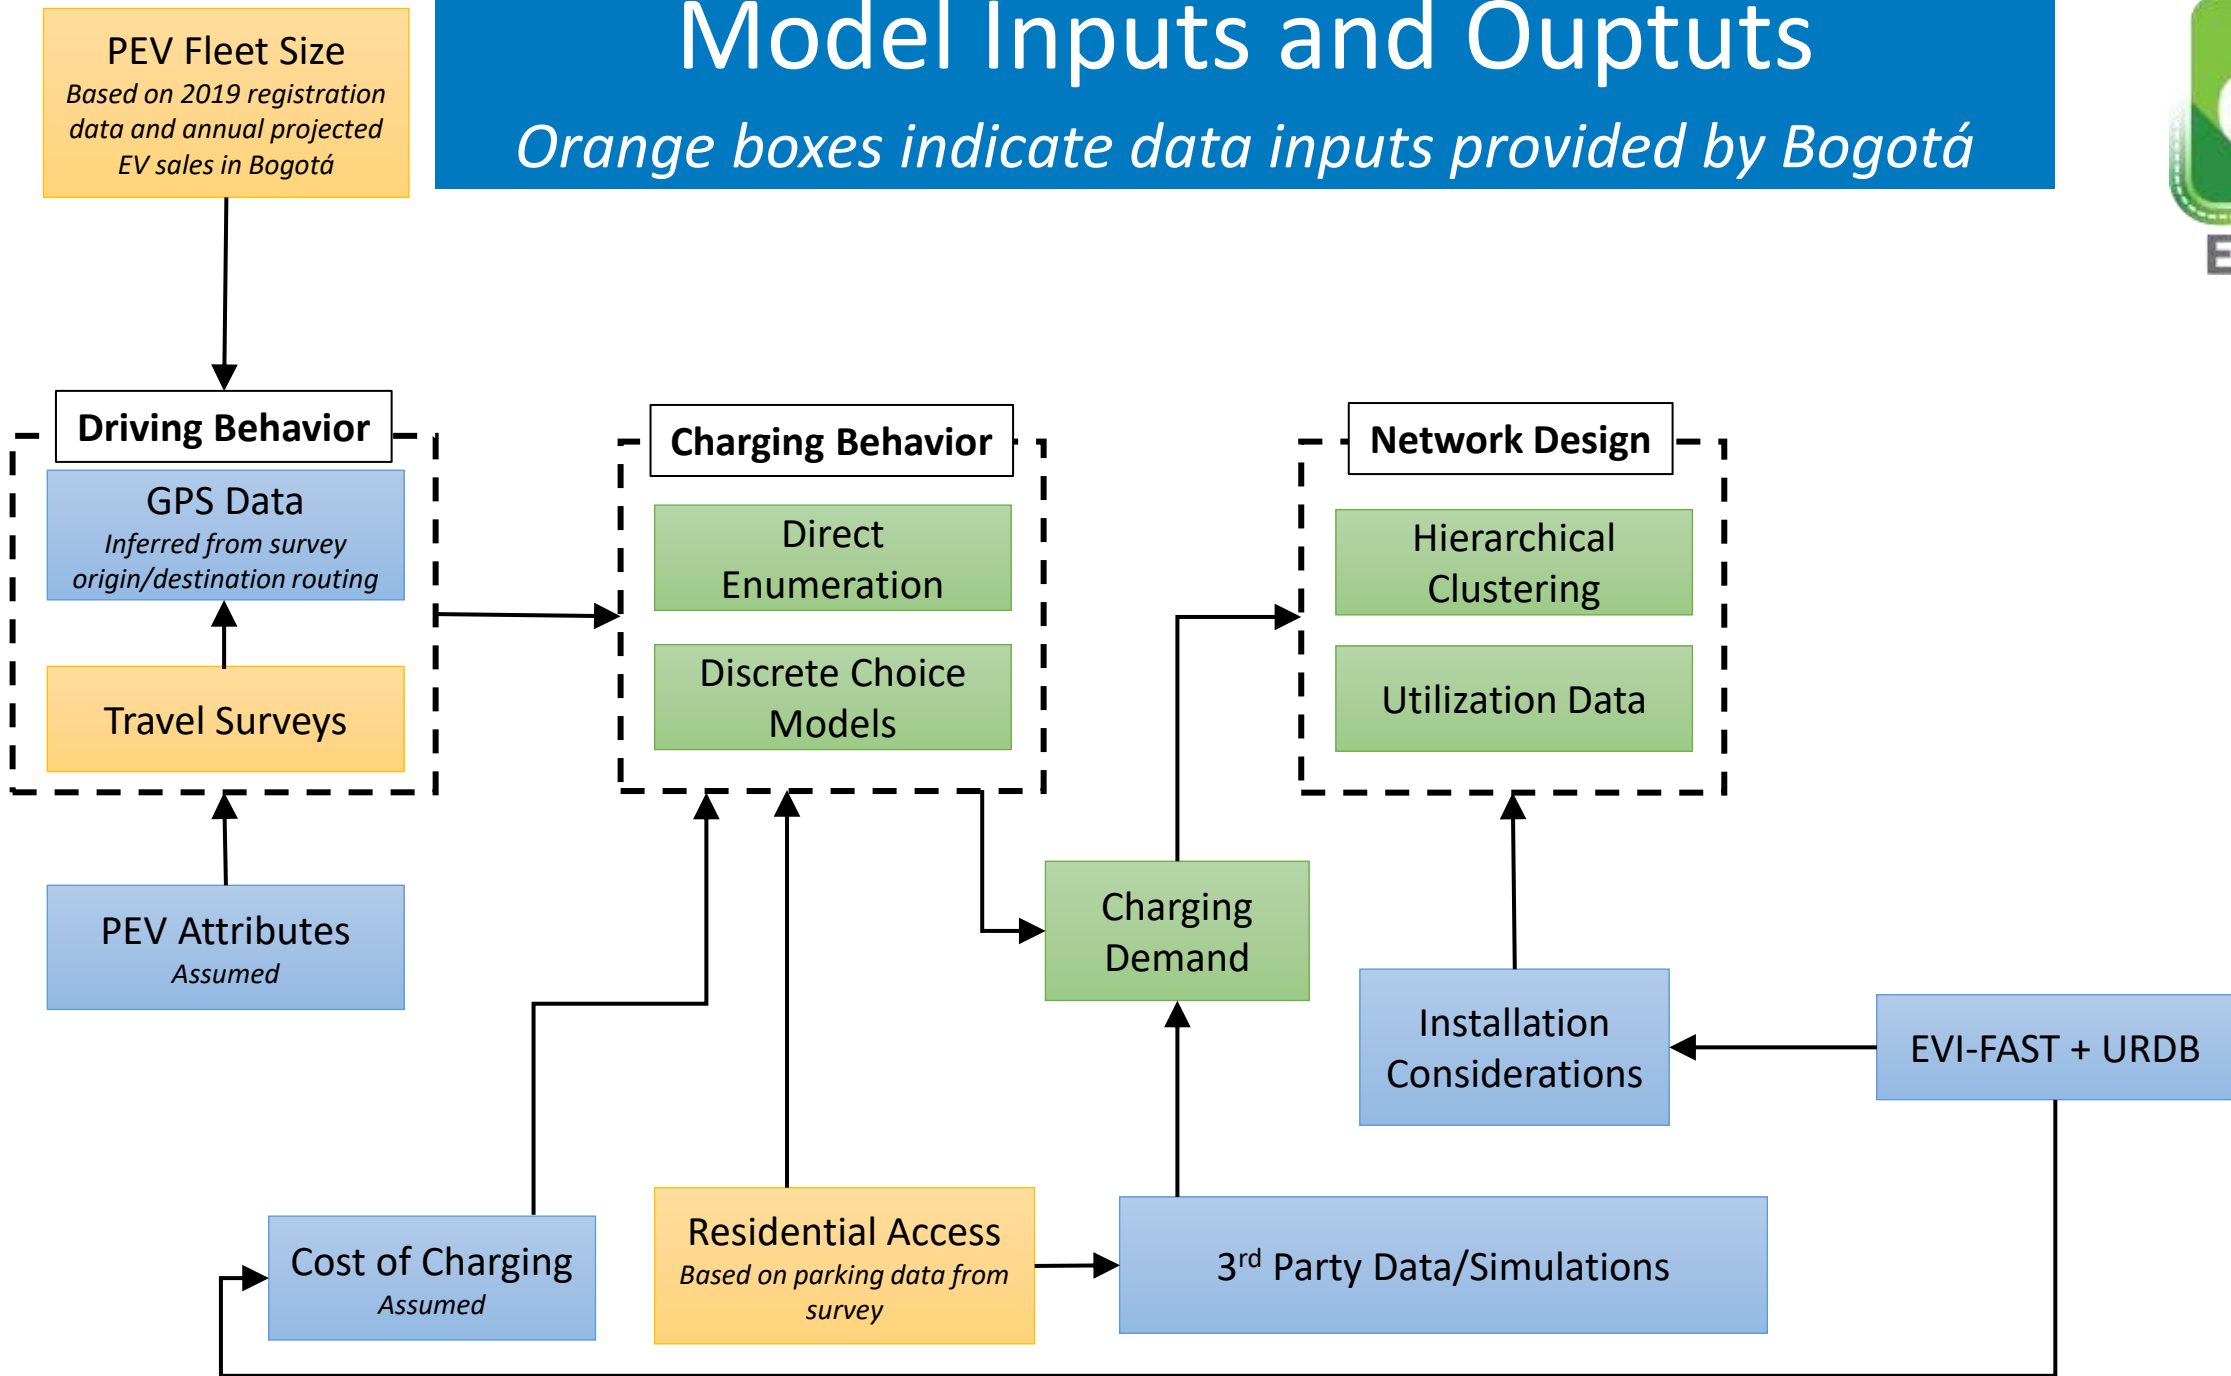 Model Inputs and Ouptuts
Orange boxes indicate data inputs provided by Bogotá
PEV Fleet Size
Based on 2019 registration
data and annual projected
EV sales in Bogotá
Driving Behavior
GPS Data
Inferred from survey
origin/destination routing
Travel Surveys
PEV Attributes
Assumed
Charging Behavior
Direct
Enumeration
Discrete Choice
Models
Network Design
Hierarchical
Clustering
Utilization Data
Charging
Demand
Installation
Considerations
EVI-FAST + URDB
Cost of Charging
Assumed
Residential Access
Based on parking data from
survey
3rd Party Data/Simulations